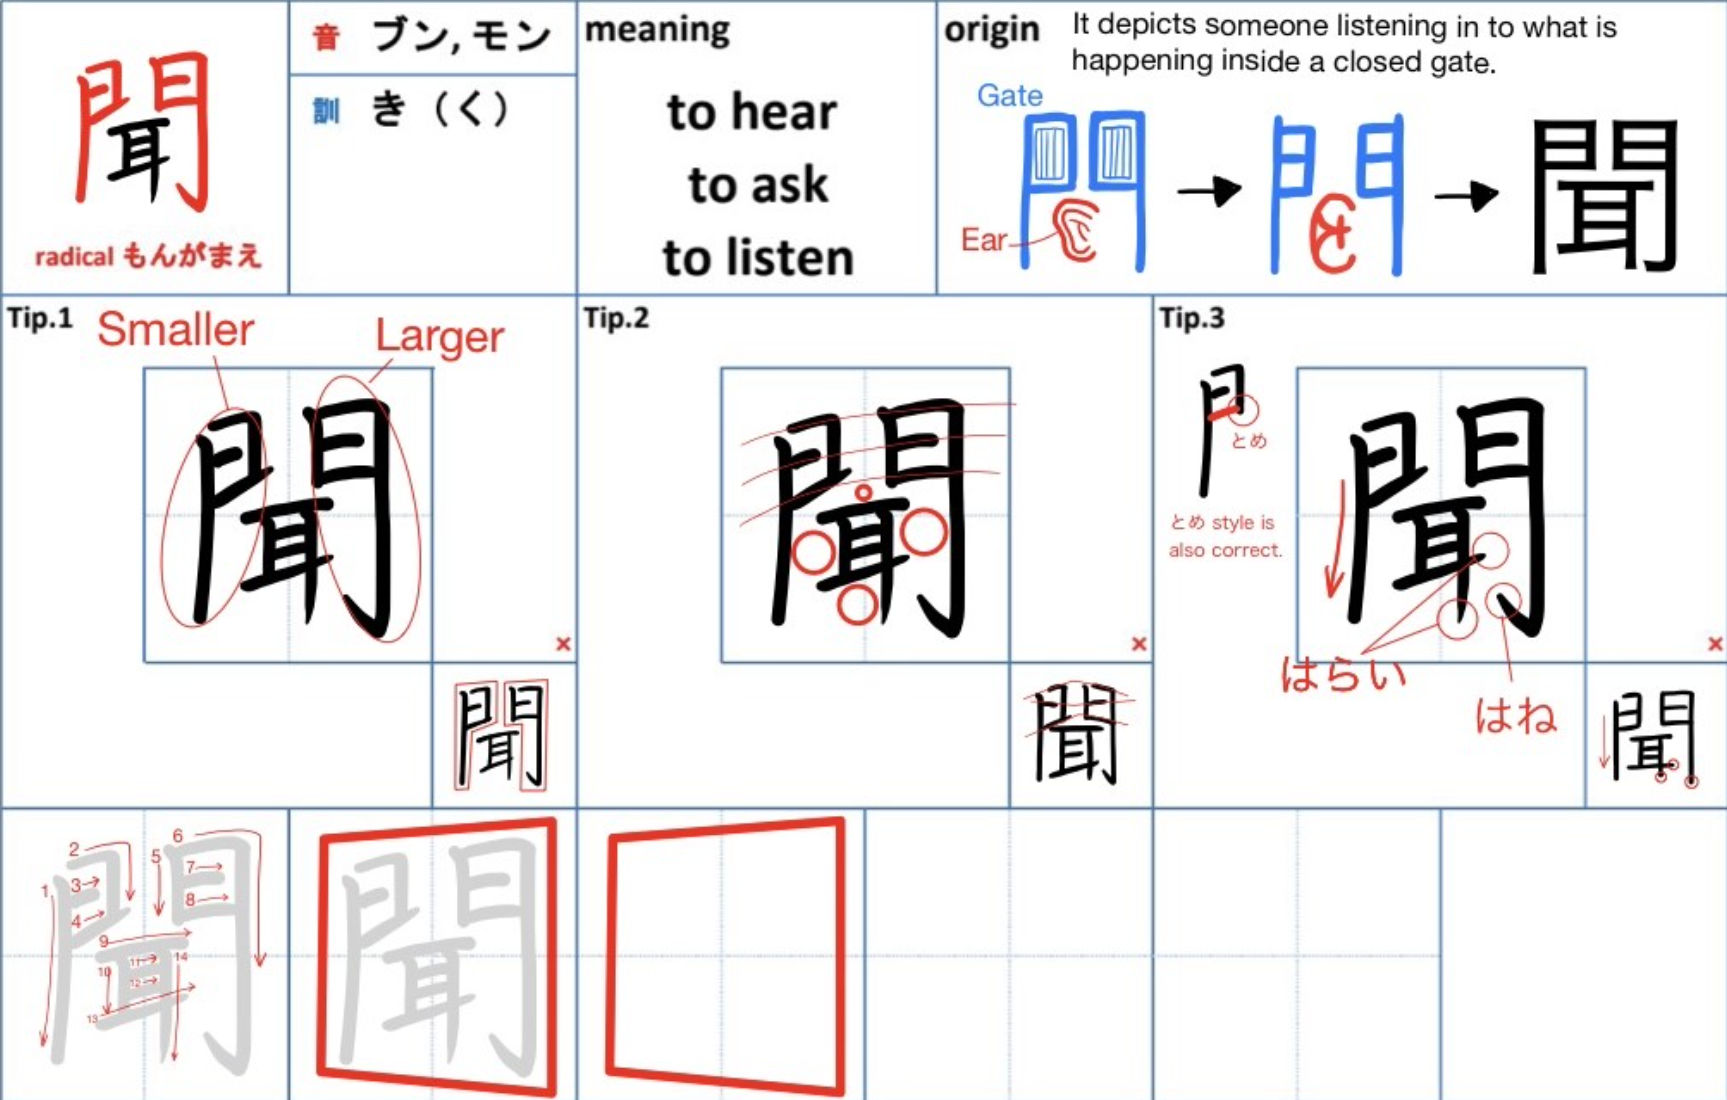 聞
radical もんがまえ
音 ブン, モン
訓 き（く）
meaning
to hear
to ask
to listen
origin
It depicts someone listening in to what is
happening inside a closed gate.
Gate
Ear
聞
Tip.1
Smaller
Larger
聞
×
聞
Tip.2
聞
×
聞
Tip.3
とめ
とめ style is
also correct.
聞
はらい
はね
×
聞
聞
1
2
3
4
5
6
7
8
9
10
11
12
13
14
聞